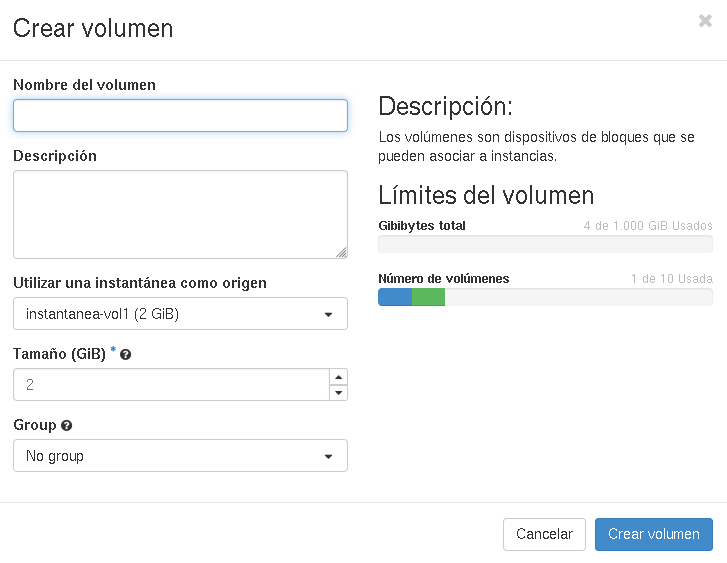 Crear volumen
×
Nombre del volumen
Descripción
Utilizar una instantánea como origen
instantanea-vol1 (2 GiB)
Tamaño (GiB) *
2
Group
No group
Descripción:
Los volúmenes son dispositivos de bloques que se
pueden asociar a instancias.
Límites del volumen
Gibibytes total 4 de 1.000 GiB Usados
Número de volúmenes 1 de 10 Usada
Cancelar Crear volumen